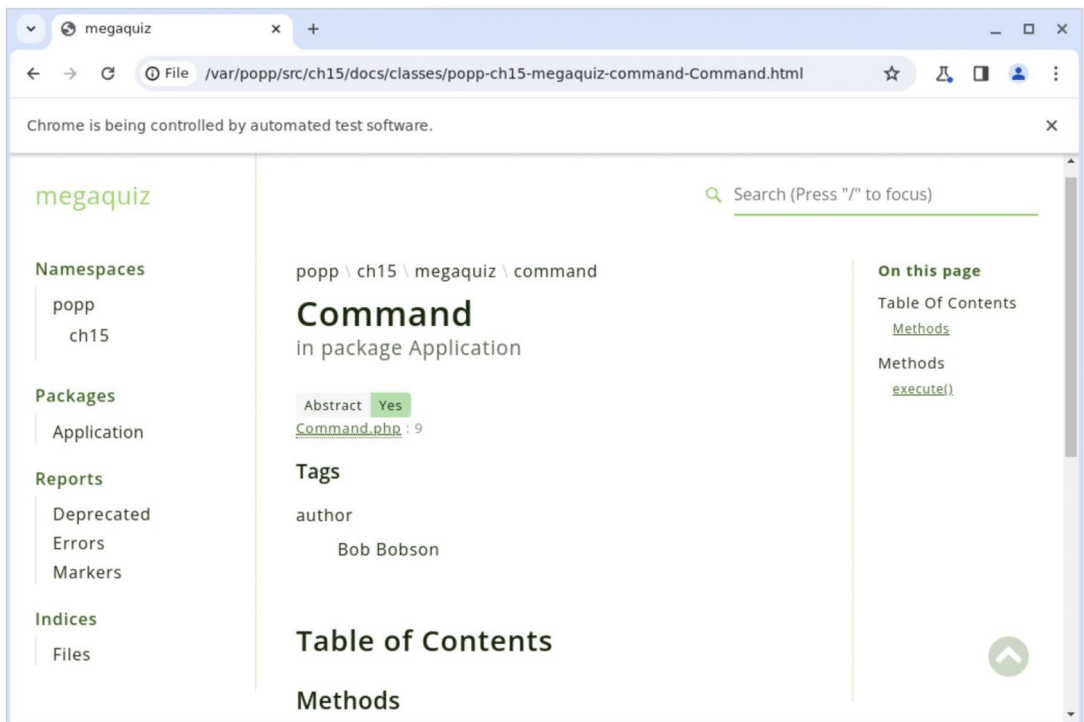 megaquiz
File /var/popp/src/ch15/docs/classes/popp-ch15-megaquiz-command-Command.html
Chrome is being controlled by automated test software.
megaquiz
Search (Press "/" to focus)
Namespaces
popp
ch15
Packages
Application
Reports
Deprecated
Errors
Markers
Indices
Files
popp \ ch15 \ megaquiz \ command
Command
in package Application
Abstract Yes
Command.php : 9
Tags
author
Bob Bobson
Table of Contents
Methods
On this page
Table Of Contents
Methods
Methods
execute()